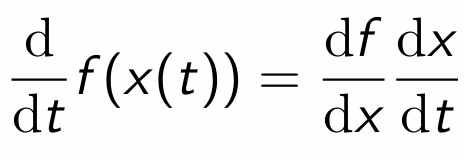 d/dt f(x(t)) = df/dx dx/dt